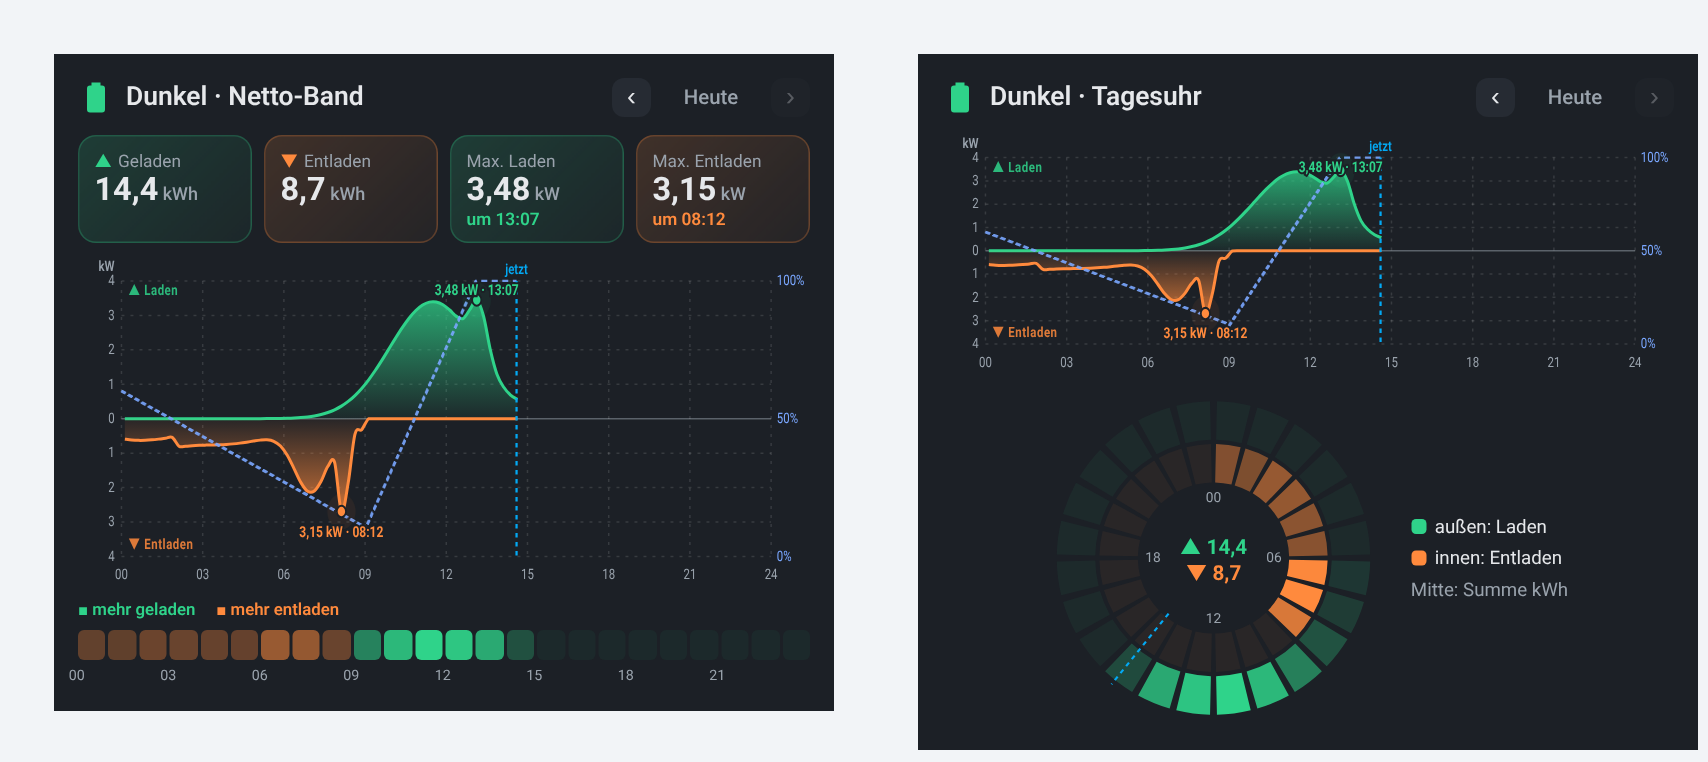 Dunkel · Netto-Band
‹ Heute ›
▲ Geladen
14,4 kWh
▼ Entladen
8,7 kWh
Max. Laden
3,48 kW
um 13:07
Max. Entladen
3,15 kW
um 08:12
kW
jetzt
4
3
2
1
0
1
2
3
4
100%
50%
0%
▲ Laden
3,48 kW · 13:07
3,15 kW · 08:12
▼ Entladen
00 03 06 09 12 15 18 21 24
■ mehr geladen ■ mehr entladen
00 03 06 09 12 15 18 21
Dunkel · Tagesuhr
‹ Heute ›
kW
jetzt
4
3
2
1
0
1
2
3
4
100%
50%
0%
▲ Laden
3,48 kW · 13:07
3,15 kW · 08:12
▼ Entladen
00 03 06 09 12 15 18 21 24
00
18
▲ 14,4
▼ 8,7
06
12
außen: Laden
innen: Entladen
Mitte: Summe kWh